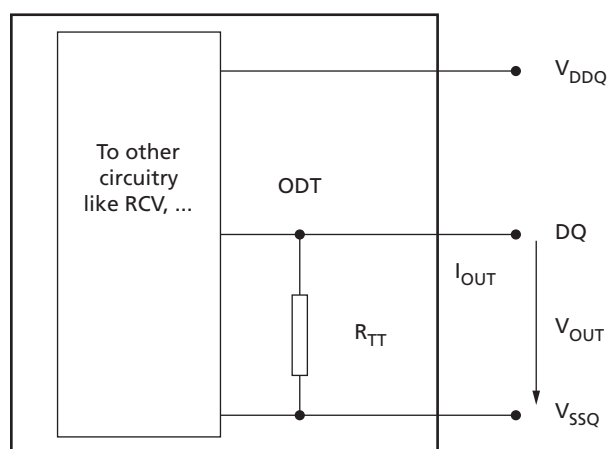 V_DDQ
To other
circuitry
like RCV, ...
ODT
DQ
I_OUT
R_TT
V_OUT
V_SSQ